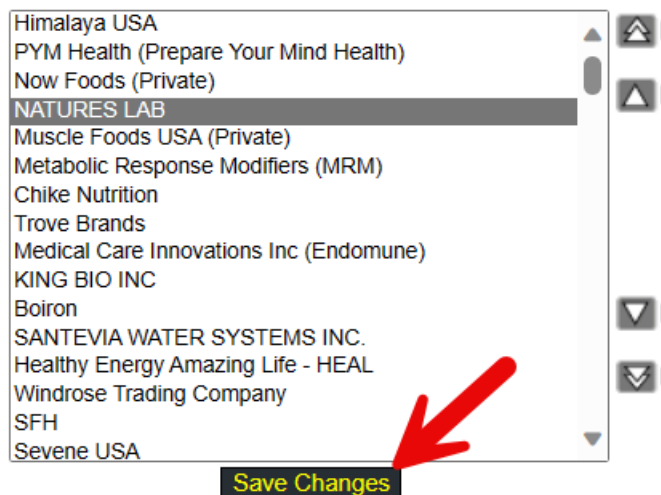 Himalaya USA
PYM Health (Prepare Your Mind Health)
Now Foods (Private)
NATURES LAB
Muscle Foods USA (Private)
Metabolic Response Modifiers (MRM)
Chike Nutrition
Trove Brands
Medical Care Innovations Inc (Endomune)
KING BIO INC
Boiron
SANTEVIA WATER SYSTEMS INC.
Healthy Energy Amazing Life - HEAL
Windrose Trading Company
SFH
Sevene USA
Save Changes